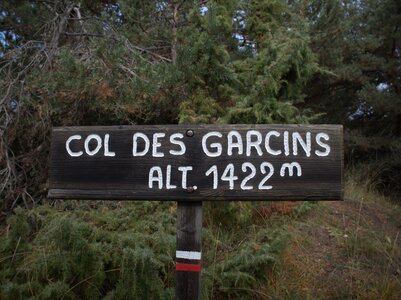 COL DES GARCINS
ALT. 1422 m